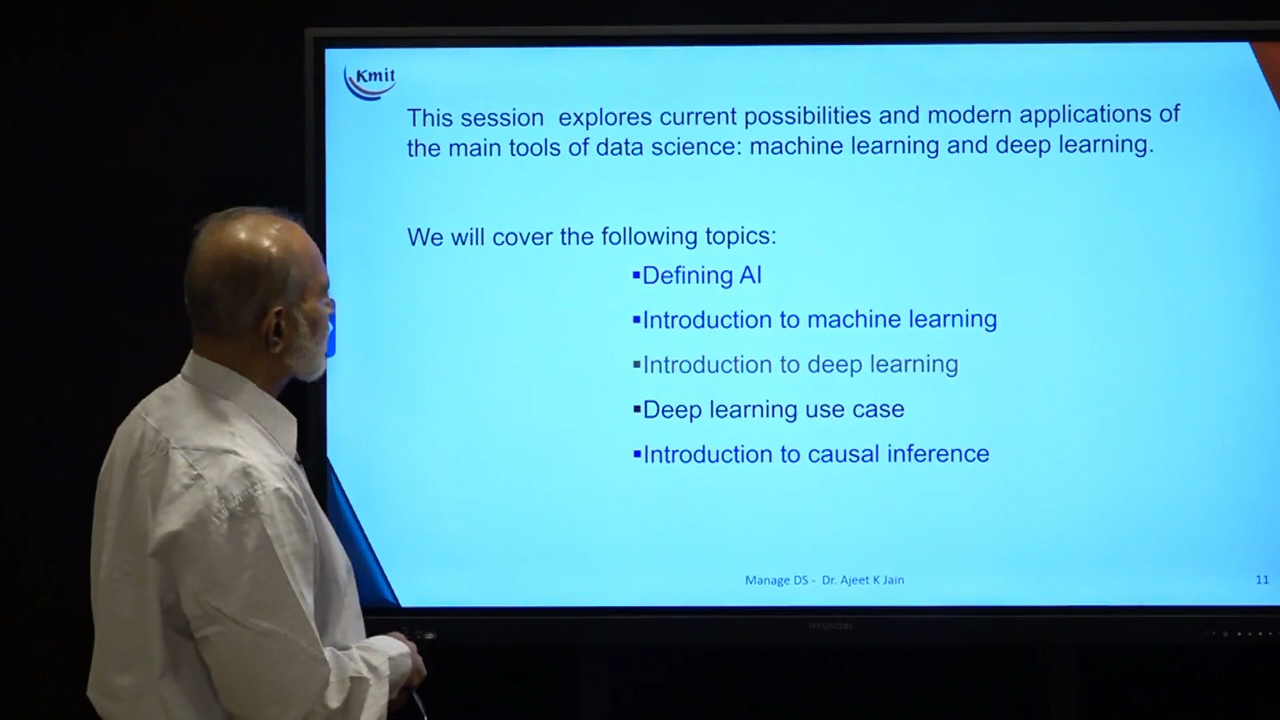 Kmit
This session explores current possibilities and modern applications of
the main tools of data science: machine learning and deep learning.
We will cover the following topics:
▪Defining AI
▪Introduction to machine learning
▪Introduction to deep learning
▪Deep learning use case
▪Introduction to causal inference
Manage DS - Dr. Ajeet K Jain
11